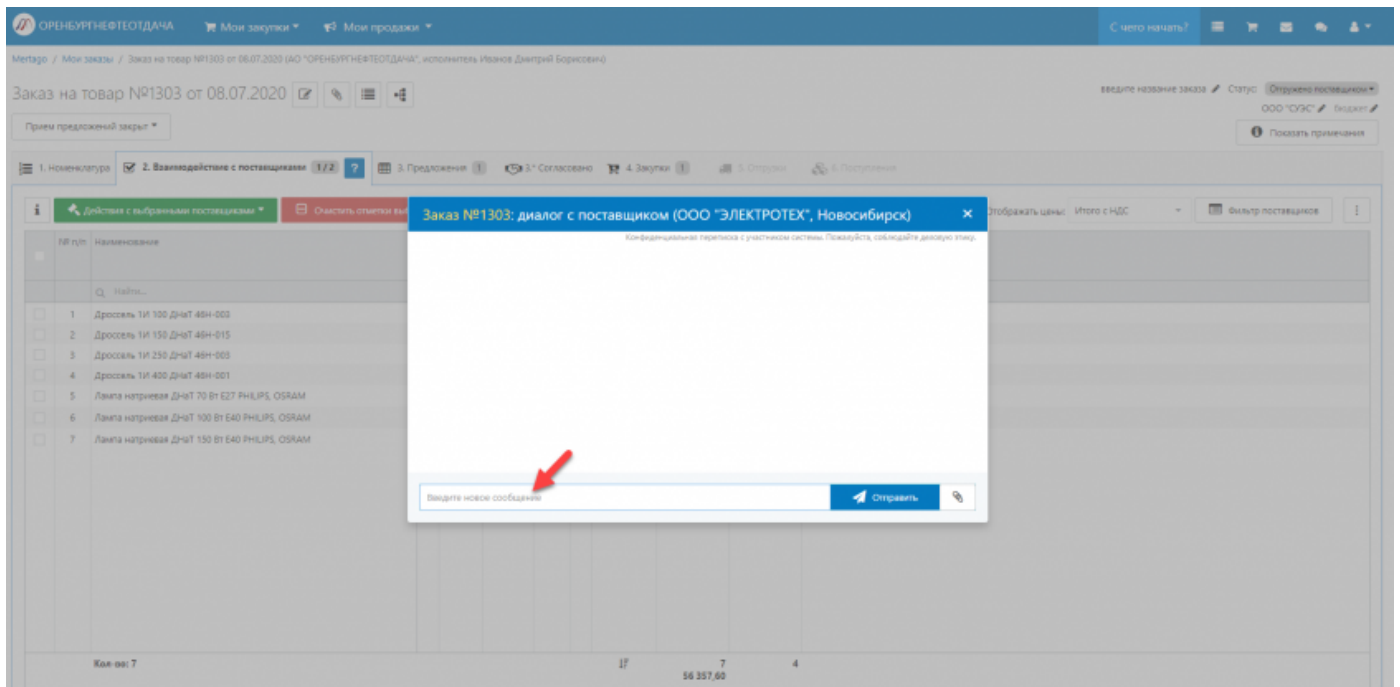 ОРЕНБУРГНЕФТЕОТДАЧА Мои закупки Мои продажи С чего начать?
Mertago / Мои заказы / Заказ на товар №1303 от 08.07.2020 (АО "ОРЕНБУРГНЕФТЕОТДАЧА", исполнитель Иванов Дмитрий Борисович)
Заказ на товар №1303 от 08.07.2020 введите название заказа Статус: Отгружено поставщиком
ООО "СУЭС" бюджет
Прием предложений закрыт Показать примечания
1. Номенклатура 2. Взаимодействие с поставщиками 1/2 ? 3. Предложения 1 3.* Согласовано 4. Закупки 1 5. Отгрузки 6. Поступления
Действия с выбранными поставщиками Очистить отметки Отображать цены: Итого с НДС Фильтр поставщиков
Заказ №1303: диалог с поставщиком (ООО "ЭЛЕКТРОТЕХ", Новосибирск) ×
Конфиденциальная переписка с участником системы. Пожалуйста, соблюдайте деловую этику.
№ п/п Наименование
Найти...
1 Дроссель 1И 100 ДНаТ 46Н-003
2 Дроссель 1И 150 ДНаТ 46Н-015
3 Дроссель 1И 250 ДНаТ 46Н-003
4 Дроссель 1И 400 ДНаТ 46Н-001
5 Лампа натриевая ДНаТ 70 Вт E27 PHILIPS, OSRAM
6 Лампа натриевая ДНаТ 100 Вт E40 PHILIPS, OSRAM
7 Лампа натриевая ДНаТ 150 Вт E40 PHILIPS, OSRAM
Введите новое сообщение Отправить
Кол-во: 7 7 4
56 357,60